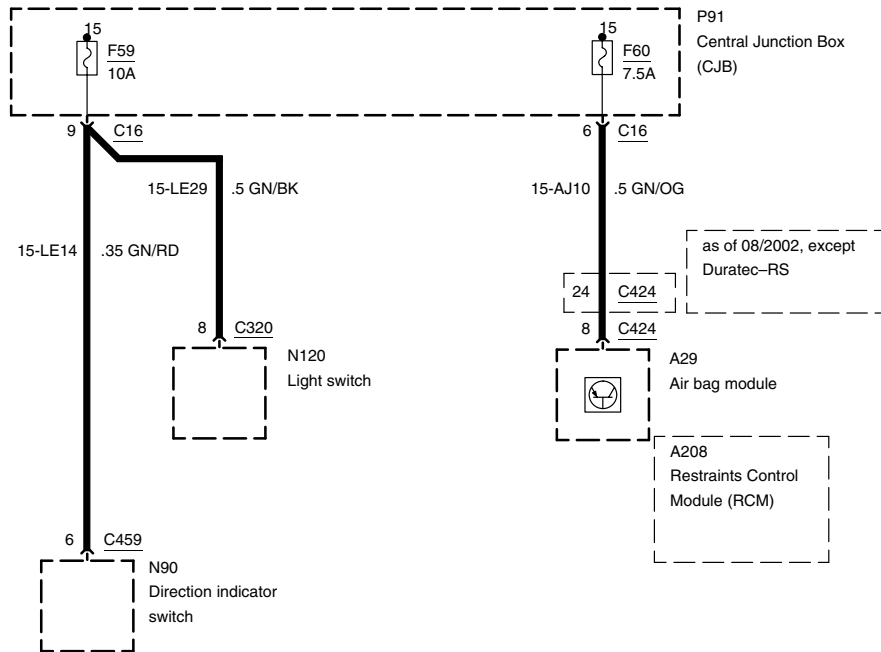 P91
Central Junction Box
(CJB)
15
F59
10A
15
F60
7.5A
9
C16
6
C16
15-LE29
.5 GN/BK
15-AJ10
.5 GN/OG
15-LE14
.35 GN/RD
as of 08/2002, except
Duratec–RS
24
C424
8
C320
8
C424
N120
Light switch
A29
Air bag module
A208
Restraints Control
Module (RCM)
6
C459
N90
Direction indicator
switch